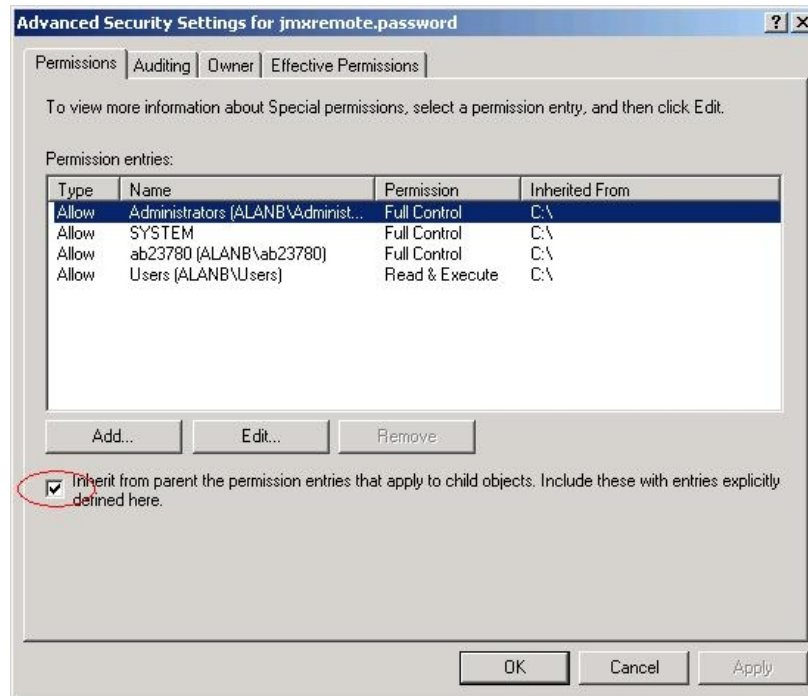 Advanced Security Settings for jmxremote.password
Permissions Auditing Owner Effective Permissions
To view more information about Special permissions, select a permission entry, and then click Edit.
Permission entries:
Type Name Permission Inherited From
Allow Administrators (ALANB\Administ... Full Control C:\
Allow SYSTEM Full Control C:\
Allow ab23780 (ALANB\ab23780) Full Control C:\
Allow Users (ALANB\Users) Read & Execute C:\
Add... Edit... Remove
Inherit from parent the permission entries that apply to child objects. Include these with entries explicitly
defined here.
OK Cancel Apply